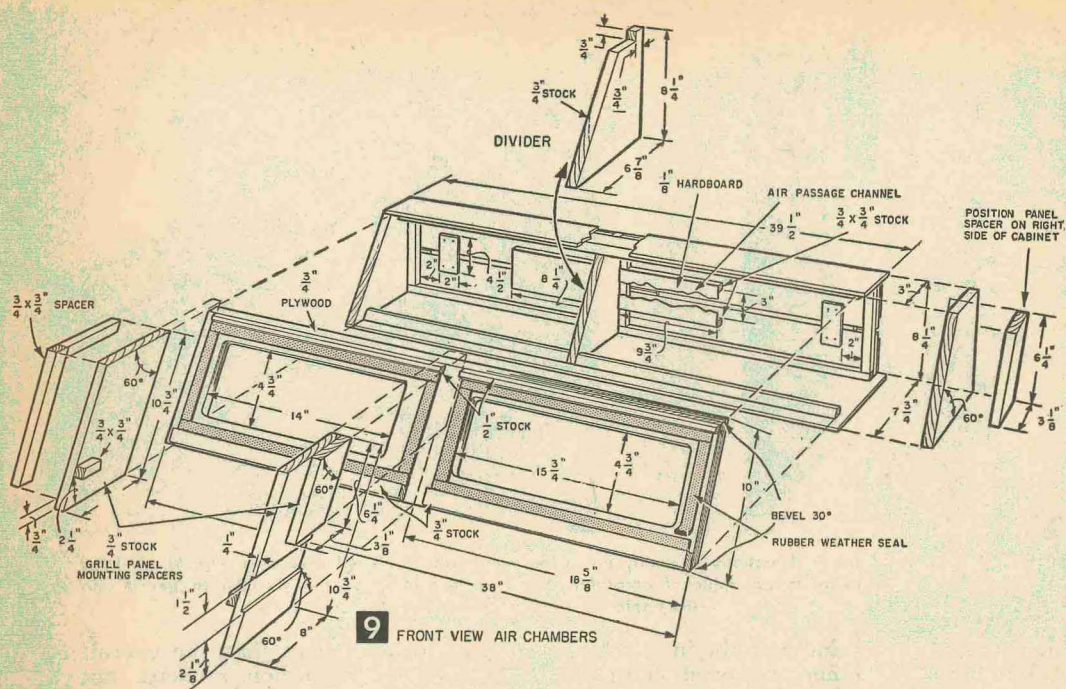 3/4"
3/4" STOCK
3/4"
8 1/4"
DIVIDER
6 7/8"
1/8" HARDBOARD
AIR PASSAGE CHANNEL
3/4 x 3/4" STOCK
39 1/2"
POSITION PANEL
SPACER ON RIGHT
SIDE OF CABINET
3/4"
PLYWOOD
2"
2"
4 1/2"
8 1/4"
3"
9 3/4"
2"
3"
8 1/4"
7 3/4"
60°
6 1/4"
3 1/8"
3/4 x 3/4" SPACER
60°
10 3/4"
3/4 x 3/4"
3/4"
2 1/4"
3/4" STOCK
GRILL PANEL
MOUNTING SPACERS
4 3/4"
14"
1/2" STOCK
15 3/4"
4 3/4"
10"
BEVEL 30°
RUBBER WEATHER SEAL
60°
6 1/4"
3 1/8"
3/4" STOCK
1/4"
18 5/8"
38"
10 3/4"
1 1/2"
60°
8"
2 1/8"
9 FRONT VIEW AIR CHAMBERS